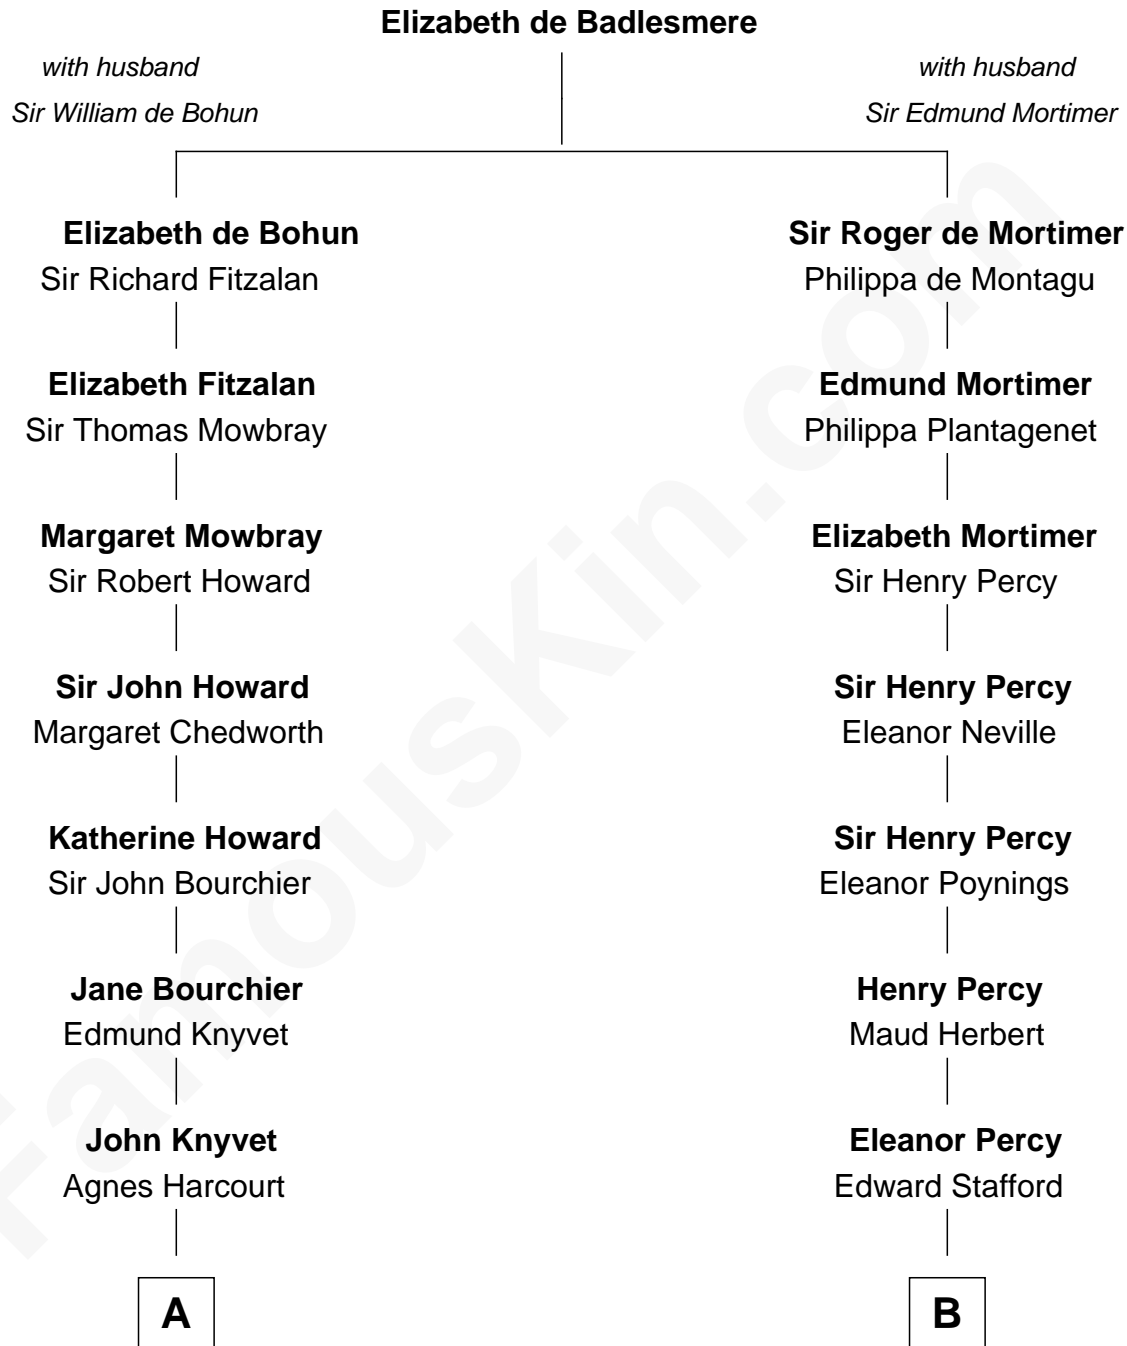 Elizabeth de Badlesmere
with husband
Sir William de Bohun
with husband
Sir Edmund Mortimer
Elizabeth de Bohun
Sir Richard Fitzalan
Elizabeth Fitzalan
Sir Thomas Mowbray
Margaret Mowbray
Sir Robert Howard
Sir John Howard
Margaret Chedworth
Katherine Howard
Sir John Bourchier
Jane Bourchier
Edmund Knyvet
John Knyvet
Agnes Harcourt
A
Sir Roger de Mortimer
Philippa de Montagu
Edmund Mortimer
Philippa Plantagenet
Elizabeth Mortimer
Sir Henry Percy
Sir Henry Percy
Eleanor Neville
Sir Henry Percy
Eleanor Poynings
Henry Percy
Maud Herbert
Eleanor Percy
Edward Stafford
B
FamousKin.com